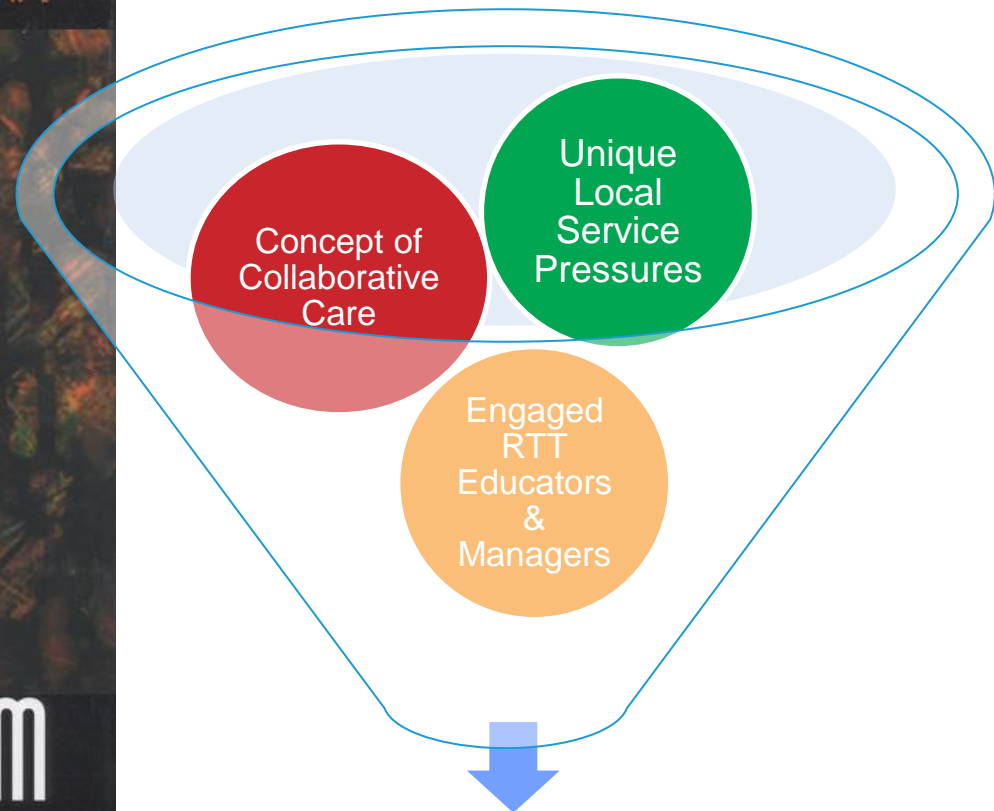 Unique
Local
Service
Pressures
Concept of
Collaborative
Care
Engaged
RTT
Educators
&
Managers
m